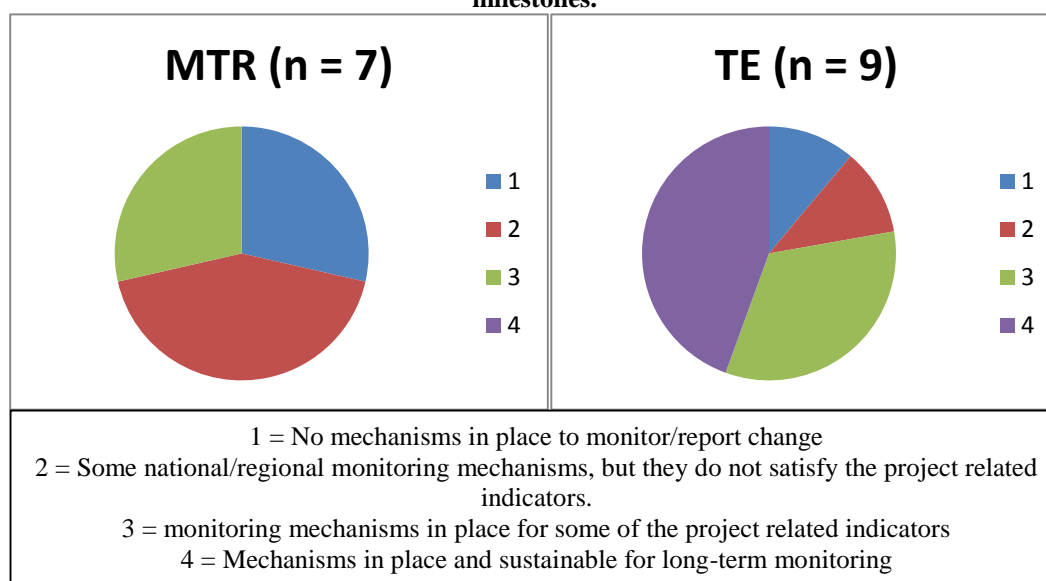 milestones.
MTR (n = 7)
1
2
3
4
TE (n = 9)
1
2
3
4
1 = No mechanisms in place to monitor/report change
2 = Some national/regional monitoring mechanisms, but they do not satisfy the project related
indicators.
3 = monitoring mechanisms in place for some of the project related indicators
4 = Mechanisms in place and sustainable for long-term monitoring